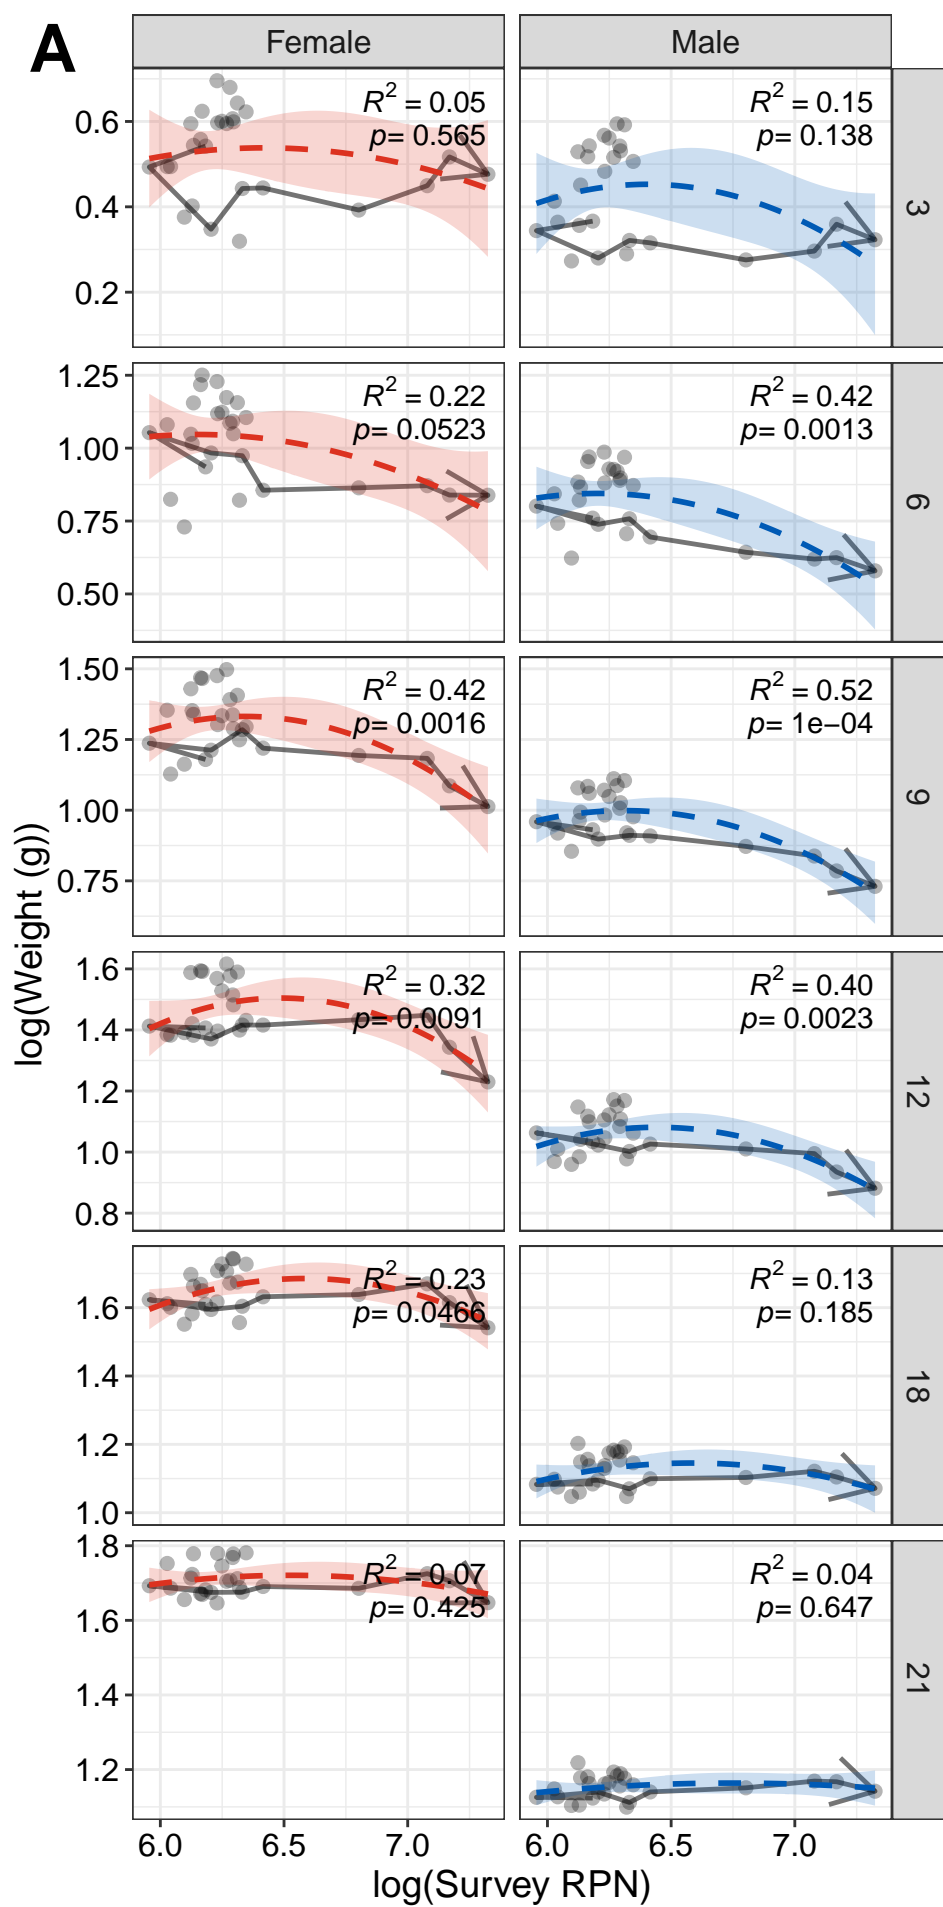 A
Female
Male
R² = 0.05
p= 0.565
R² = 0.15
p= 0.138
0.6
0.4
0.2
3
R² = 0.22
p= 0.0523
R² = 0.42
p= 0.0013
1.25
1.00
0.75
0.50
6
R² = 0.42
p= 0.0016
R² = 0.52
p= 1e−04
1.50
1.25
1.00
0.75
9
log(Weight (g))
R² = 0.32
p= 0.0091
R² = 0.40
p= 0.0023
1.6
1.4
1.2
1.0
0.8
12
R² = 0.23
p= 0.0466
R² = 0.13
p= 0.185
1.6
1.4
1.2
1.0
18
R² = 0.07
p= 0.425
R² = 0.04
p= 0.647
1.8
1.6
1.4
1.2
21
6.0 6.5 7.0
6.0 6.5 7.0
log(Survey RPN)